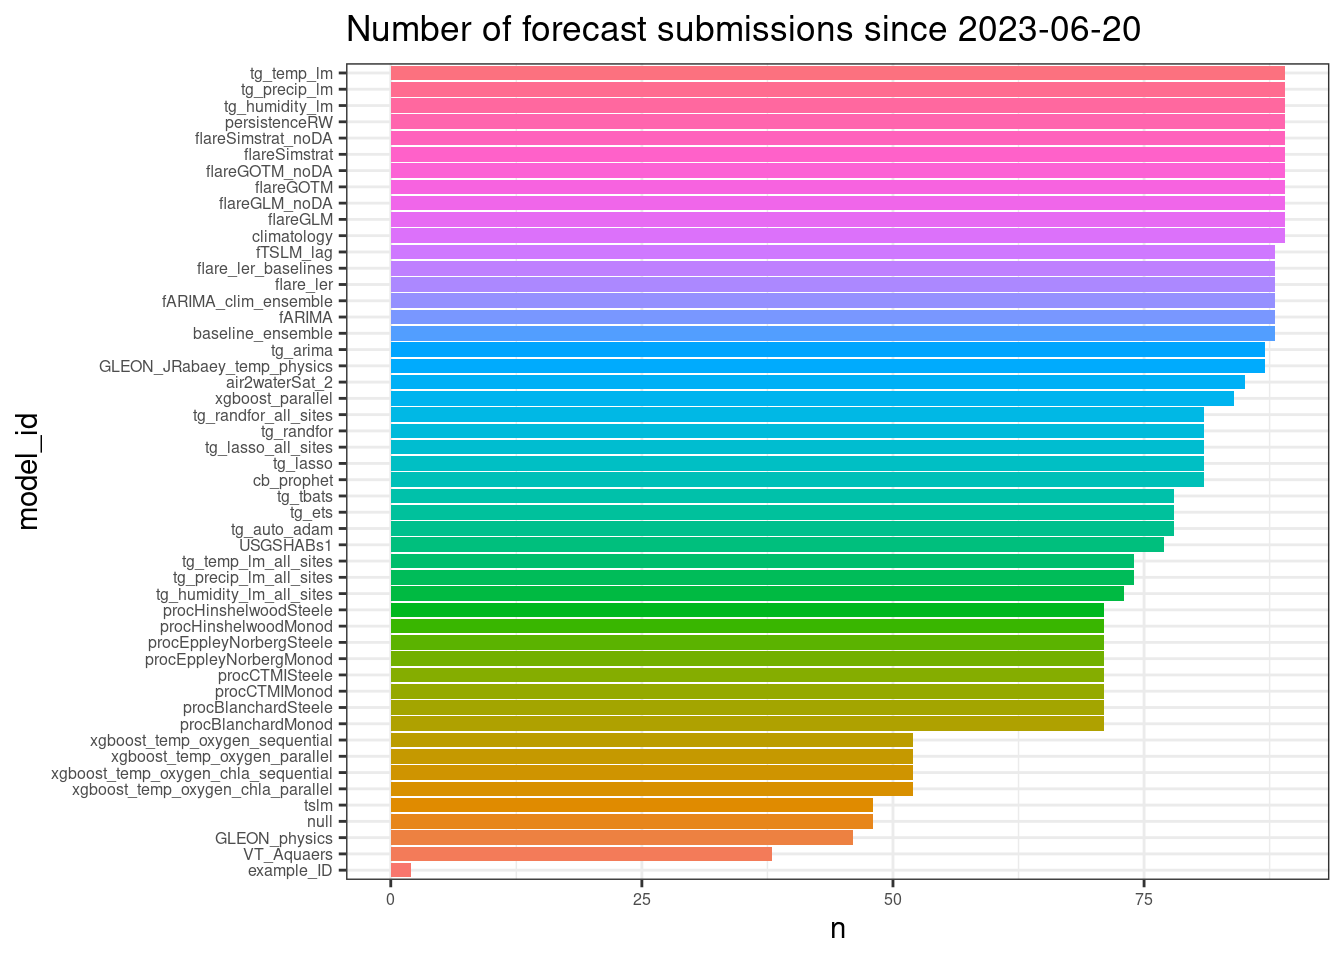 Number of forecast submissions since 2023-06-20
tg_temp_lm
tg_precip_lm
tg_humidity_lm
persistenceRW
flareSimstrat_noDA
flareSimstrat
flareGOTM_noDA
flareGOTM
flareGLM_noDA
flareGLM
climatology
fTSLM_lag
flare_ler_baselines
flare_ler
fARIMA_clim_ensemble
fARIMA
baseline_ensemble
tg_arima
GLEON_JRabaey_temp_physics
air2waterSat_2
xgboost_parallel
tg_randfor_all_sites
tg_randfor
tg_lasso_all_sites
tg_lasso
cb_prophet
tg_tbats
tg_ets
tg_auto_adam
USGSHABs1
tg_temp_lm_all_sites
tg_precip_lm_all_sites
tg_humidity_lm_all_sites
procHinshelwoodSteele
procHinshelwoodMonod
procEppleyNorbergSteele
procEppleyNorbergMonod
procCTMISteele
procCTMIMonod
procBlanchardSteele
procBlanchardMonod
xgboost_temp_oxygen_sequential
xgboost_temp_oxygen_parallel
xgboost_temp_oxygen_chla_sequential
xgboost_temp_oxygen_chla_parallel
tslm
null
GLEON_physics
VT_Aquaers
example_ID
model_id
0 25 50 75
n